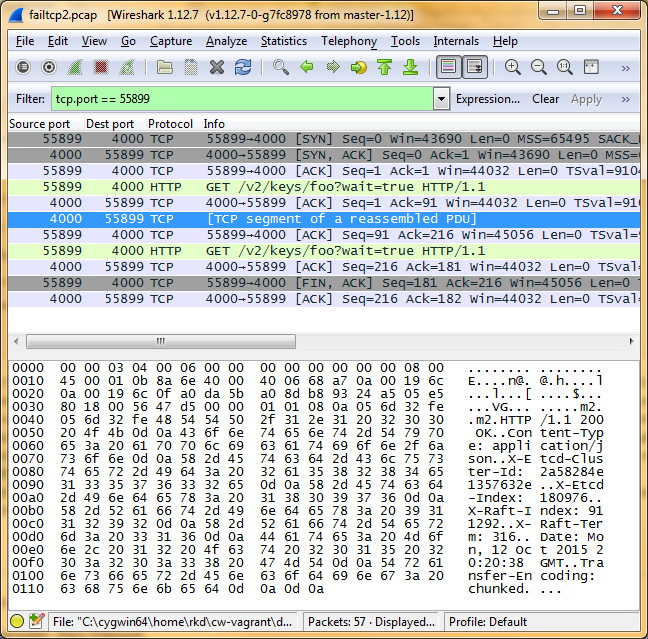 failtcp2.pcap [Wireshark 1.12.7 (v1.12.7-0-g7fc8978 from master-1.12)]
File Edit View Go Capture Analyze Statistics Telephony Tools Internals Help
Filter: tcp.port == 55899 Expression... Clear Apply »
Source port Dest port Protocol Info
55899 4000 TCP 55899→4000 [SYN] Seq=0 Win=43690 Len=0 MSS=65495 SACK_
4000 55899 TCP 4000→55899 [SYN, ACK] Seq=0 Ack=1 Win=43690 Len=0 MSS=
55899 4000 TCP 55899→4000 [ACK] Seq=1 Ack=1 Win=44032 Len=0 TSval=910
55899 4000 HTTP GET /v2/keys/foo?wait=true HTTP/1.1
4000 55899 TCP 4000→55899 [ACK] Seq=1 Ack=91 Win=44032 Len=0 TSval=91
4000 55899 TCP [TCP segment of a reassembled PDU]
55899 4000 TCP 55899→4000 [ACK] Seq=91 Ack=216 Win=45056 Len=0 TSval=
55899 4000 HTTP GET /v2/keys/foo?wait=true HTTP/1.1
4000 55899 TCP 4000→55899 [ACK] Seq=216 Ack=181 Win=44032 Len=0 TSval=
55899 4000 TCP 55899→4000 [FIN, ACK] Seq=181 Ack=216 Win=45056 Len=0
4000 55899 TCP 4000→55899 [ACK] Seq=216 Ack=182 Win=44032 Len=0 TSval=
0000 00 00 03 04 00 06 00 00 00 00 00 00 00 00 08 00 ........ ........
0010 45 00 01 0b 8a 6e 40 00 40 06 68 a7 0a 00 19 6c E....n@. @.h....l
0020 0a 00 19 6c 0f a0 da 5b a0 8d b8 93 24 a5 05 e5 ...l...[ ....$...
0030 80 18 00 56 47 d5 00 00 01 01 08 0a 05 6d 32 fe ...VG... .....m2.
0040 05 6d 32 fe 48 54 54 50 2f 31 2e 31 20 32 30 30 .m2.HTTP /1.1 200
0050 20 4f 4b 0d 0a 43 6f 6e 74 65 6e 74 2d 54 79 70 OK..Con tent-Typ
0060 65 3a 20 61 70 70 6c 69 63 61 74 69 6f 6e 2f 6a e: appli cation/j
0070 73 6f 6e 0d 0a 58 2d 45 74 63 64 2d 43 6c 75 73 son..X-E tcd-Clus
0080 74 65 72 2d 49 64 3a 20 32 61 35 38 32 38 34 65 ter-Id: 2a58284e
0090 31 33 35 37 36 33 32 65 0d 0a 58 2d 45 74 63 64 1357632e ..X-Etcd
00a0 2d 49 6e 64 65 78 3a 20 31 38 30 39 37 36 0d 0a -Index: 180976..
00b0 58 2d 52 61 66 74 2d 49 6e 64 65 78 3a 20 39 31 X-Raft-I ndex: 91
00c0 31 32 39 32 0d 0a 58 2d 52 61 66 74 2d 54 65 72 1292..X- Raft-Ter
00d0 6d 3a 20 33 31 36 0d 0a 44 61 74 65 3a 20 4d 6f m: 316.. Date: Mo
00e0 6e 2c 20 31 32 20 4f 63 74 20 32 30 31 35 20 32 n, 12 Oc t 2015 2
00f0 30 3a 32 30 3a 33 38 20 47 4d 54 0d 0a 54 72 61 0:20:38 GMT..Tra
0100 6e 73 66 65 72 2d 45 6e 63 6f 64 69 6e 67 3a 20 nsfer-En coding:
0110 63 68 75 6e 6b 65 64 0d 0a 0d 0a chunked. ...
File: "C:\cygwin64\home\rkd\cw-vagrant\d... Packets: 57 · Displayed... Profile: Default